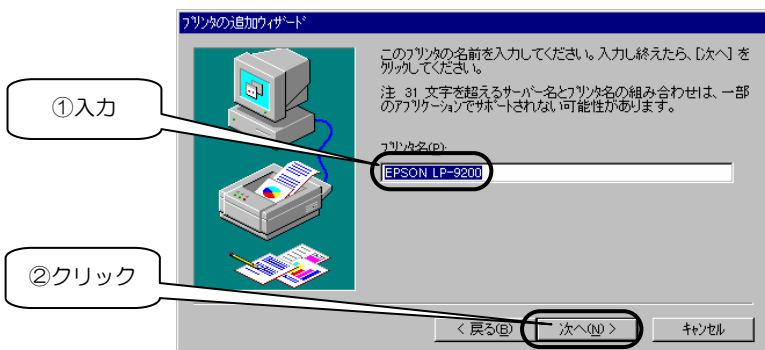 ﾌﾟﾘﾝﾀの追加ｳｨｻﾞｰﾄﾞ
このﾌﾟﾘﾝﾀの名前を入力してください。入力し終えたら、[次へ] を
ｸﾘｯｸしてください。
注 31 文字を超えるｻｰﾊﾞｰ名とﾌﾟﾘﾝﾀ名の組み合わせは、一部
のｱﾌﾟﾘｹｰｼｮﾝでｻﾎﾟｰﾄされない可能性があります。
①入力
ﾌﾟﾘﾝﾀ名(P):
EPSON LP-9200
②クリック
< 戻る(B)
次へ(N) >
ｷｬﾝｾﾙ